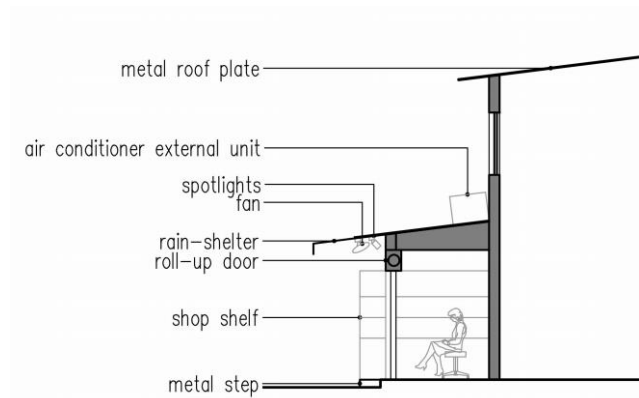 metal roof plate
air conditioner external unit
spotlights
fan
rain-shelter
roll-up door
shop shelf
metal step